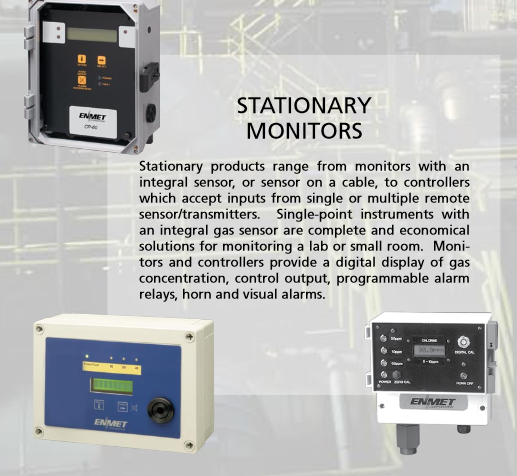 ENMET
STATIONARY
MONITORS
Stationary products range from monitors with an
integral sensor, or sensor on a cable, to controllers
which accept inputs from single or multiple remote
sensor/transmitters. Single-point instruments with
an integral gas sensor are complete and economical
solutions for monitoring a lab or small room. Moni-
tors and controllers provide a digital display of gas
concentration, control output, programmable alarm
relays, horn and visual alarms.
ENMET
CHLORINE
DIGITAL CAL
POWER ZERO CAL
HORN OFF
ENMET